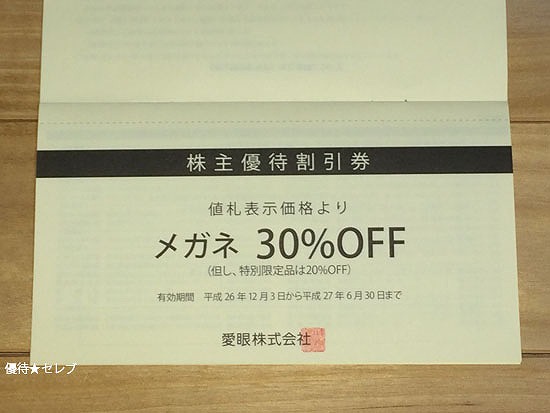 株主優待割引券
値札表示価格より
メガネ 30%OFF
(但し、特別限定品は20%OFF)
有効期間 平成26年12月3日から平成27年6月30日まで
愛眼株式会社
優待★セレブ